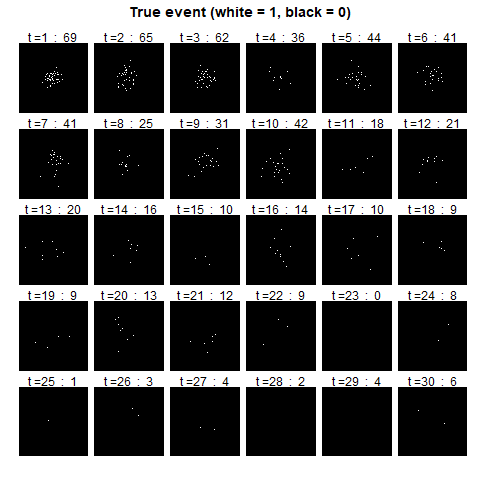 True event (white = 1, black = 0)
t =1 : 69 t =2 : 65 t =3 : 62 t =4 : 36 t =5 : 44 t =6 : 41
t =7 : 41 t =8 : 25 t =9 : 31 t =10 : 42 t =11 : 18 t =12 : 21
t =13 : 20 t =14 : 16 t =15 : 10 t =16 : 14 t =17 : 10 t =18 : 9
t =19 : 9 t =20 : 13 t =21 : 12 t =22 : 9 t =23 : 0 t =24 : 8
t =25 : 1 t =26 : 3 t =27 : 4 t =28 : 2 t =29 : 4 t =30 : 6